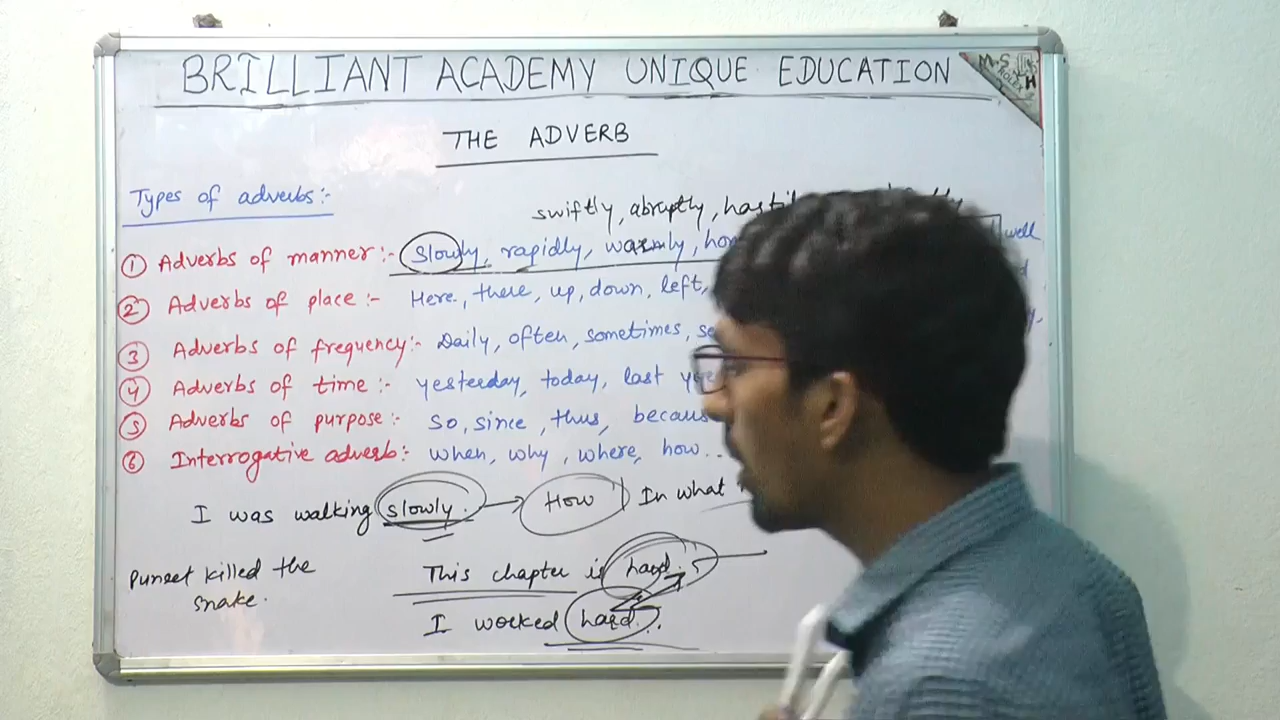 BRILLIANT ACADEMY UNIQUE EDUCATION
M.S.
THE ADVERB
Types of adverbs:-
swiftly, abruptly,
① Adverbs of manner:- Slowly, rapidly, warmly, well
② Adverbs of place:- Here, there, up, down, left,
③ Adverbs of frequency:- Daily, often, sometimes,
④ Adverbs of time:- yesterday, today, last
⑤ Adverbs of purpose:- So, since, thus,
⑥ Interrogative adverb:- when, why, where, how..
I was walking slowly. → How In what
Puneet killed the snake.
This chapter is hard.
I worked hard.